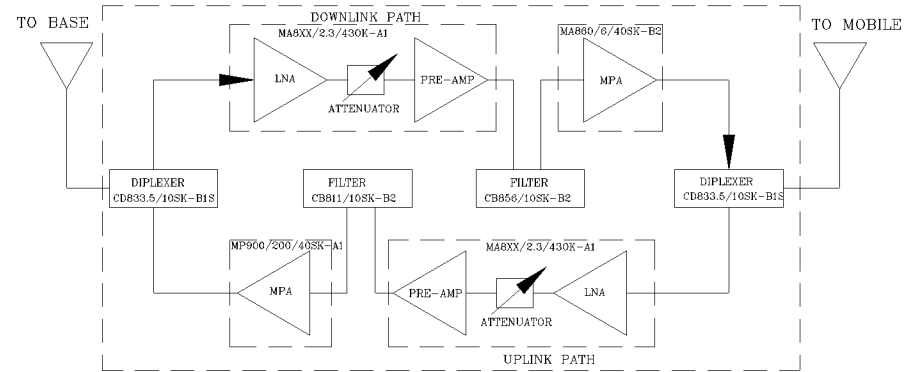 DOWNLINK PATH
TO BASE
TO MOBILE
MA8XX/2.3/430K-A1
MA860/6/40SK-B2
LNA
PRE-AMP
MPA
ATTENUATOR
DIPLEXER
CD833.5/10SK-B1S
FILTER
CB811/10SK-B2
FILTER
CB856/10SK-B2
DIPLEXER
CD833.5/10SK-B1S
MP900/200/40SK-A1
MA8XX/2.3/430K-A1
MPA
PRE-AMP
LNA
ATTENUATOR
UPLINK PATH